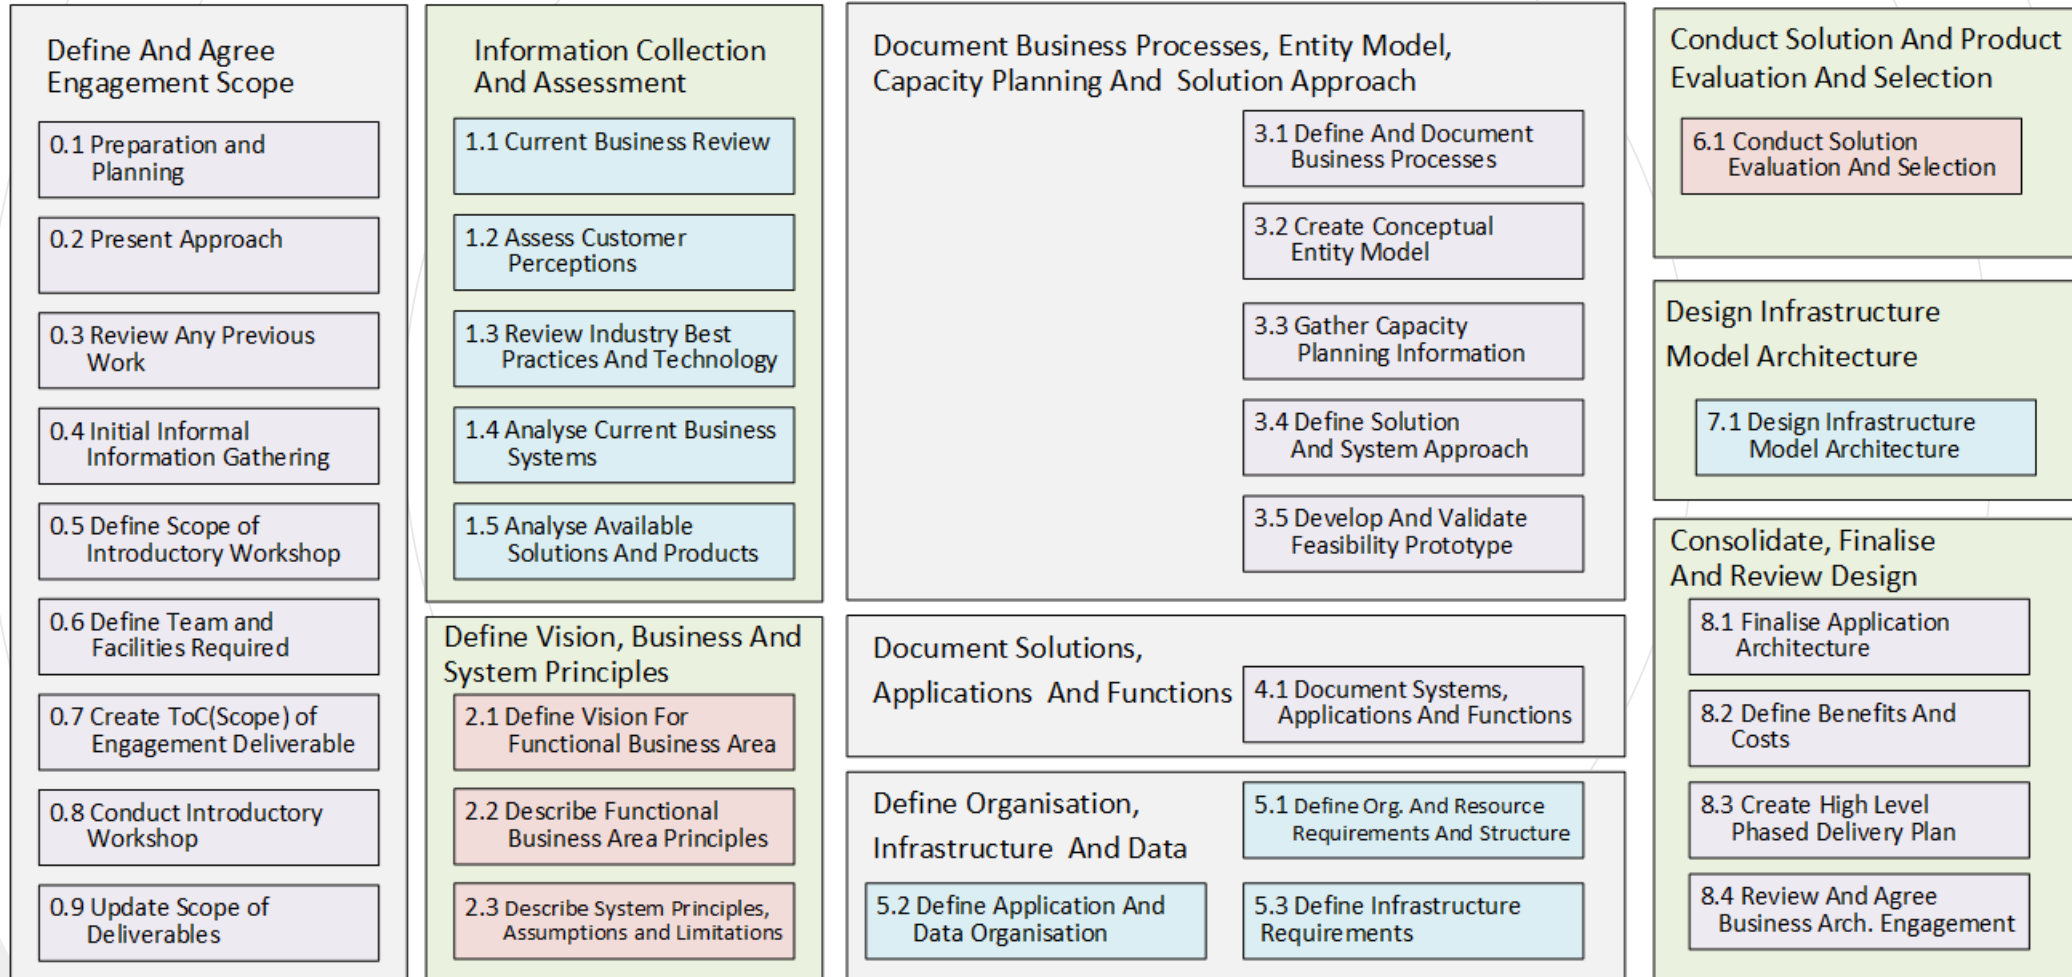 Define And Agree
Engagement Scope
0.1 Preparation and
Planning
0.2 Present Approach
0.3 Review Any Previous
Work
0.4 Initial Informal
Information Gathering
0.5 Define Scope of
Introductory Workshop
0.6 Define Team and
Facilities Required
0.7 Create ToC(Scope) of
Engagement Deliverable
0.8 Conduct Introductory
Workshop
0.9 Update Scope of
Deliverables
Information Collection
And Assessment
1.1 Current Business Review
1.2 Assess Customer
Perceptions
1.3 Review Industry Best
Practices And Technology
1.4 Analyse Current Business
Systems
1.5 Analyse Available
Solutions And Products
Define Vision, Business And
System Principles
2.1 Define Vision For
Functional Business Area
2.2 Describe Functional
Business Area Principles
2.3 Describe System Principles,
Assumptions and Limitations
Document Business Processes, Entity Model,
Capacity Planning And Solution Approach
3.1 Define And Document
Business Processes
3.2 Create Conceptual
Entity Model
3.3 Gather Capacity
Planning Information
3.4 Define Solution
And System Approach
3.5 Develop And Validate
Feasibility Prototype
Document Solutions,
Applications And Functions
4.1 Document Systems,
Applications And Functions
Define Organisation,
Infrastructure And Data
5.1 Define Org. And Resource
Requirements And Structure
5.2 Define Application And
Data Organisation
5.3 Define Infrastructure
Requirements
Conduct Solution And Product
Evaluation And Selection
6.1 Conduct Solution
Evaluation And Selection
Design Infrastructure
Model Architecture
7.1 Design Infrastructure
Model Architecture
Consolidate, Finalise
And Review Design
8.1 Finalise Application
Architecture
8.2 Define Benefits And
Costs
8.3 Create High Level
Phased Delivery Plan
8.4 Review And Agree
Business Arch. Engagement